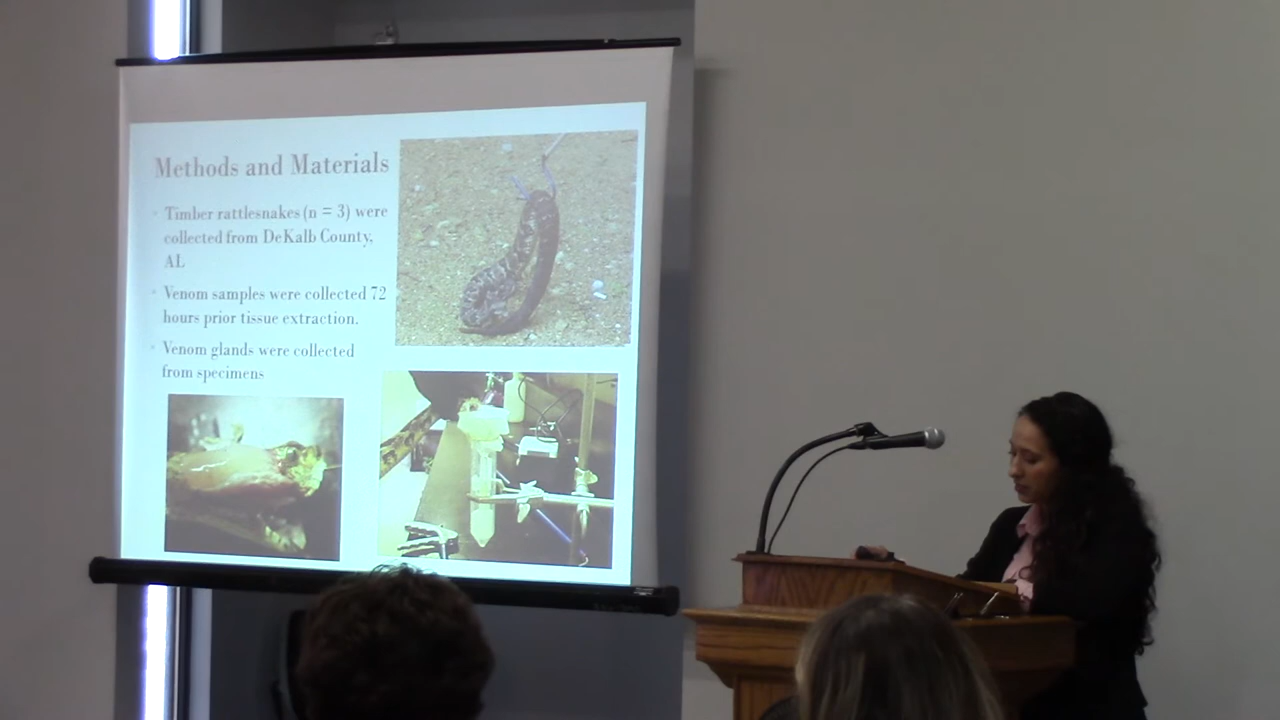 Methods and Materials
• Timber rattlesnakes (n = 3) were
collected from DeKalb County,
AL
• Venom samples were collected 72
hours prior tissue extraction.
• Venom glands were collected
from specimens